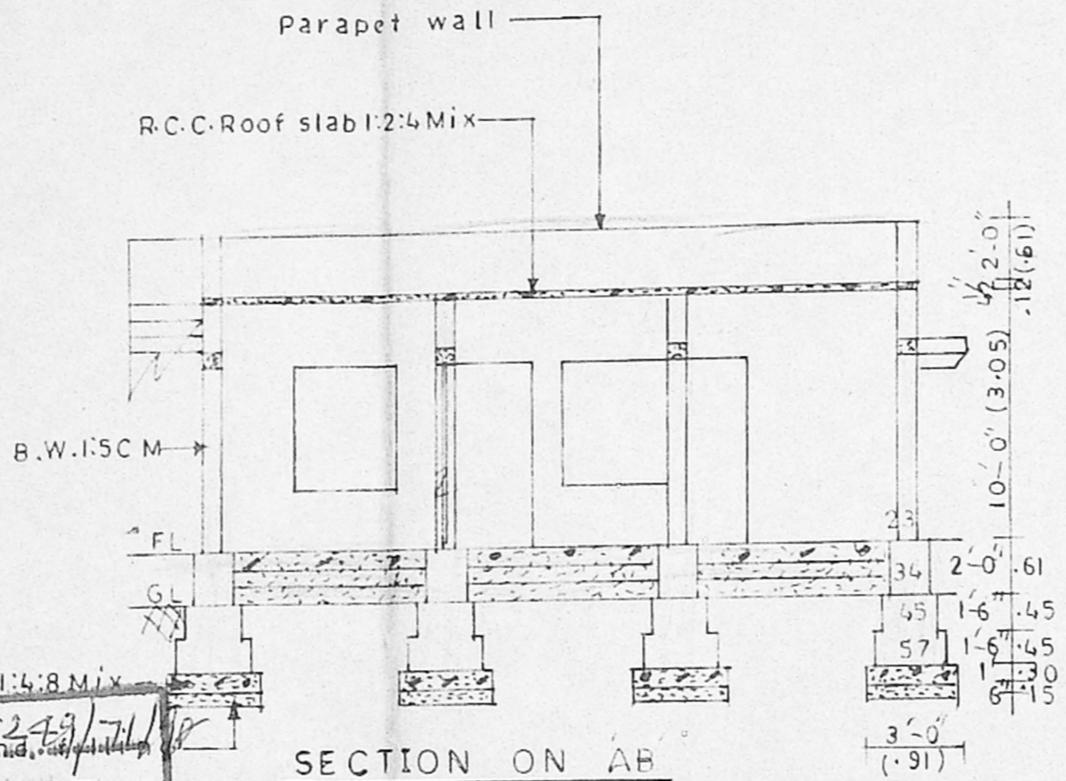 Parapet wall
R.C.C. Roof slab 1:2:4 Mix
2'-0"
(.61)
4½"
.12
10'-0" (3.05)
B.W. 1:5 C M
23
FL
34 2'-0" .61
GL
45 1'-6" .45
57 1'-6" .45
1' .30
6" .15
1:4:8 Mix
SECTION ON AB
3'-0"
(.91)